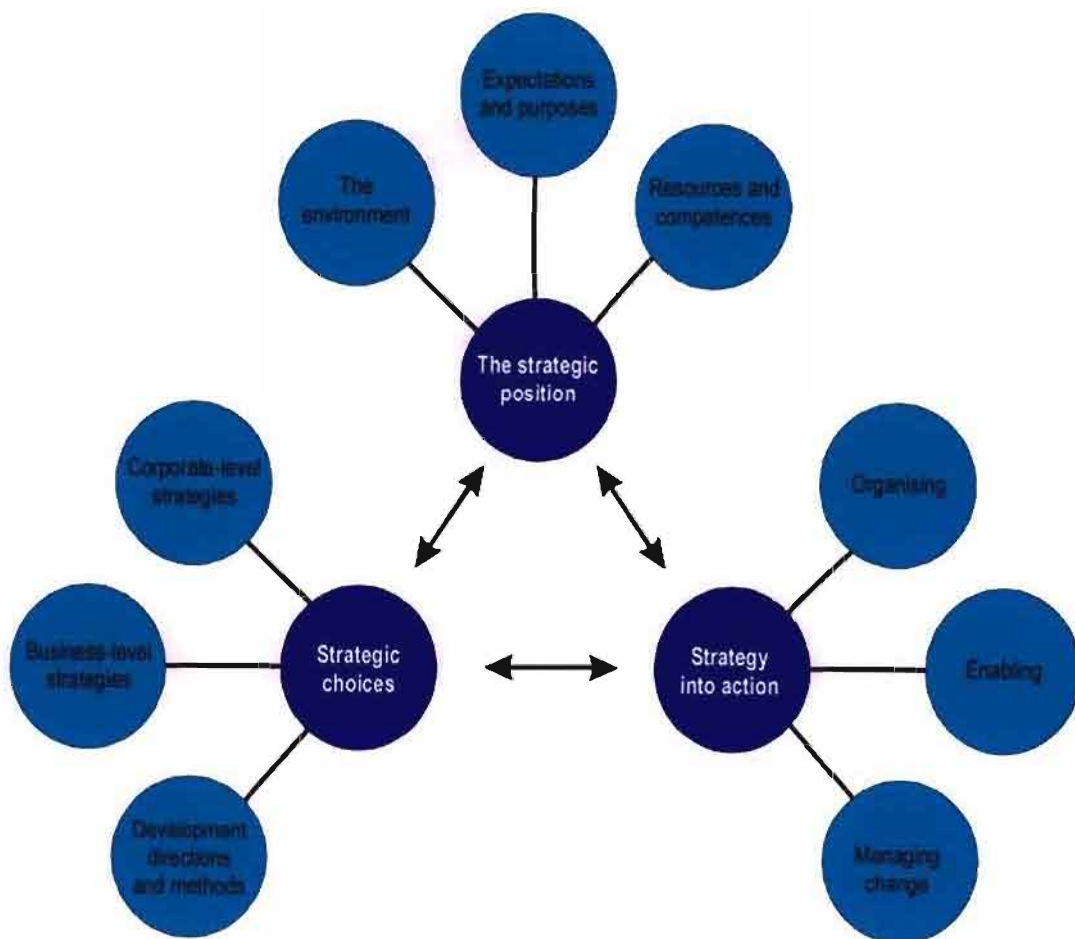 Expectations
and purposes
The
environment
Resources and
competences
The strategic
position
Corporate-level
strategies
Organising
Business-level
strategies
Strategic
choices
Strategy
into action
Enabling
Development
directions
and methods
Managing
change